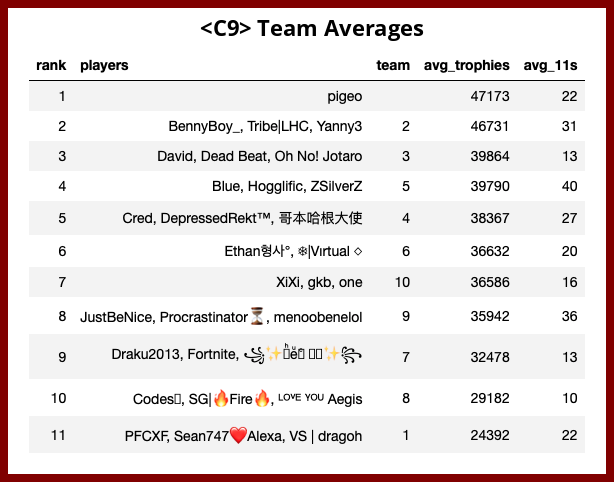 <C9> Team Averages
rank players team avg_trophies avg_11s
1 pigeo 47173 22
2 BennyBoy_, Tribe|LHC, Yanny3 2 46731 31
3 David, Dead Beat, Oh No! Jotaro 3 39864 13
4 Blue, Hogglific, ZSilverZ 5 39790 40
5 Cred, DepressedRekt™, 哥本哈根大使 4 38367 27
6 Ethan형사°, ❄|Vırtual ◇ 6 36632 20
7 XiXi, gkb, one 10 36586 16
8 JustBeNice, Procrastinator⏳, menoobenelol 9 35942 36
9 Draku2013, Fortnite, 7 32478 13
10 Codes, SG|🔥Fire🔥, ᴸᴼⱽᴱ ᵞᴼᵁ Aegis 8 29182 10
11 PFCXF, Sean747❤️Alexa, VS | dragoh 1 24392 22